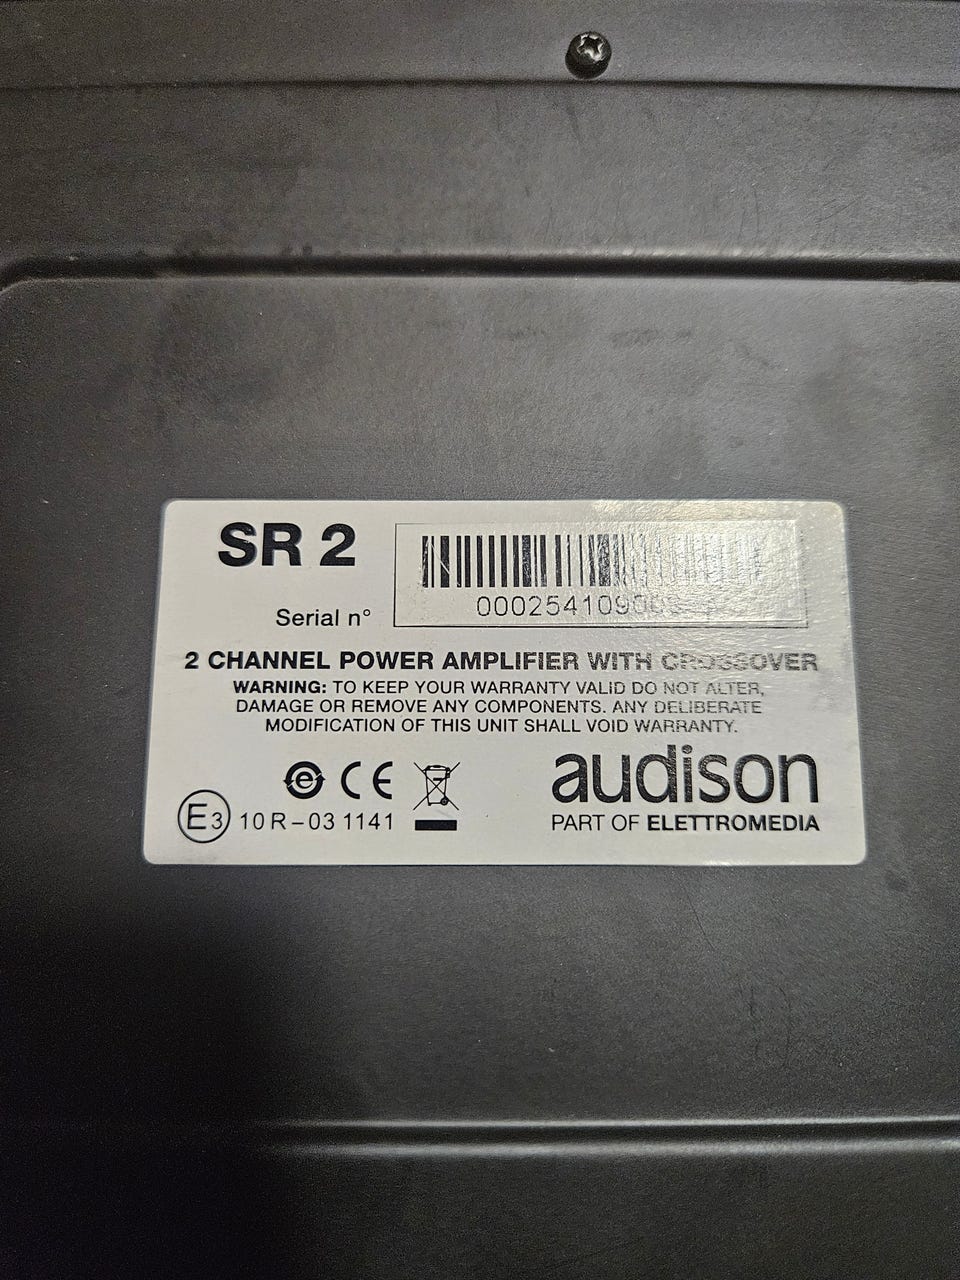 SR 2
Serial n°
2 CHANNEL POWER AMPLIFIER WITH CROSSOVER
WARNING: TO KEEP YOUR WARRANTY VALID DO NOT ALTER,
DAMAGE OR REMOVE ANY COMPONENTS. ANY DELIBERATE
MODIFICATION OF THIS UNIT SHALL VOID WARRANTY.
e CE
E3 10 R-03 1141
audison
PART OF ELETTROMEDIA